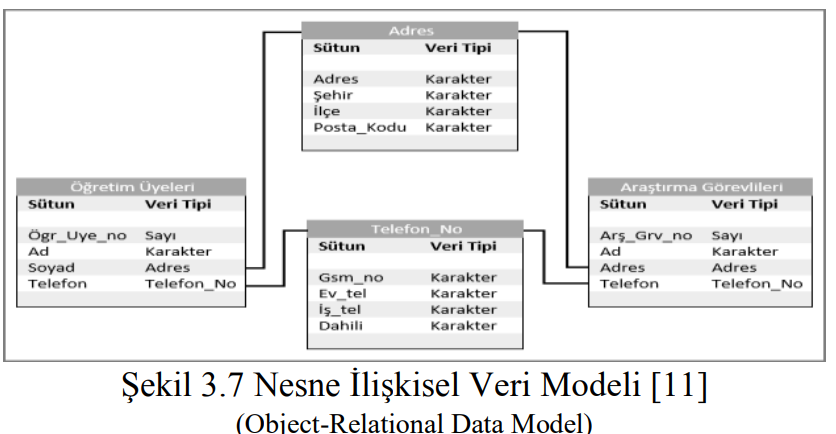 Adres
Sütun Veri Tipi
Adres Karakter
Şehir Karakter
İlçe Karakter
Posta_Kodu Karakter
Öğretim Üyeleri
Sütun Veri Tipi
Ögr_Uye_no Sayı
Ad Karakter
Soyad Adres
Telefon Telefon_No
Telefon_No
Sütun Veri Tipi
Gsm_no Karakter
Ev_tel Karakter
İş_tel Karakter
Dahili Karakter
Araştırma Görevlileri
Sütun Veri Tipi
Arş_Grv_no Sayı
Ad Karakter
Adres Adres
Telefon Telefon_No
Şekil 3.7 Nesne İlişkisel Veri Modeli [11]
(Object-Relational Data Model)